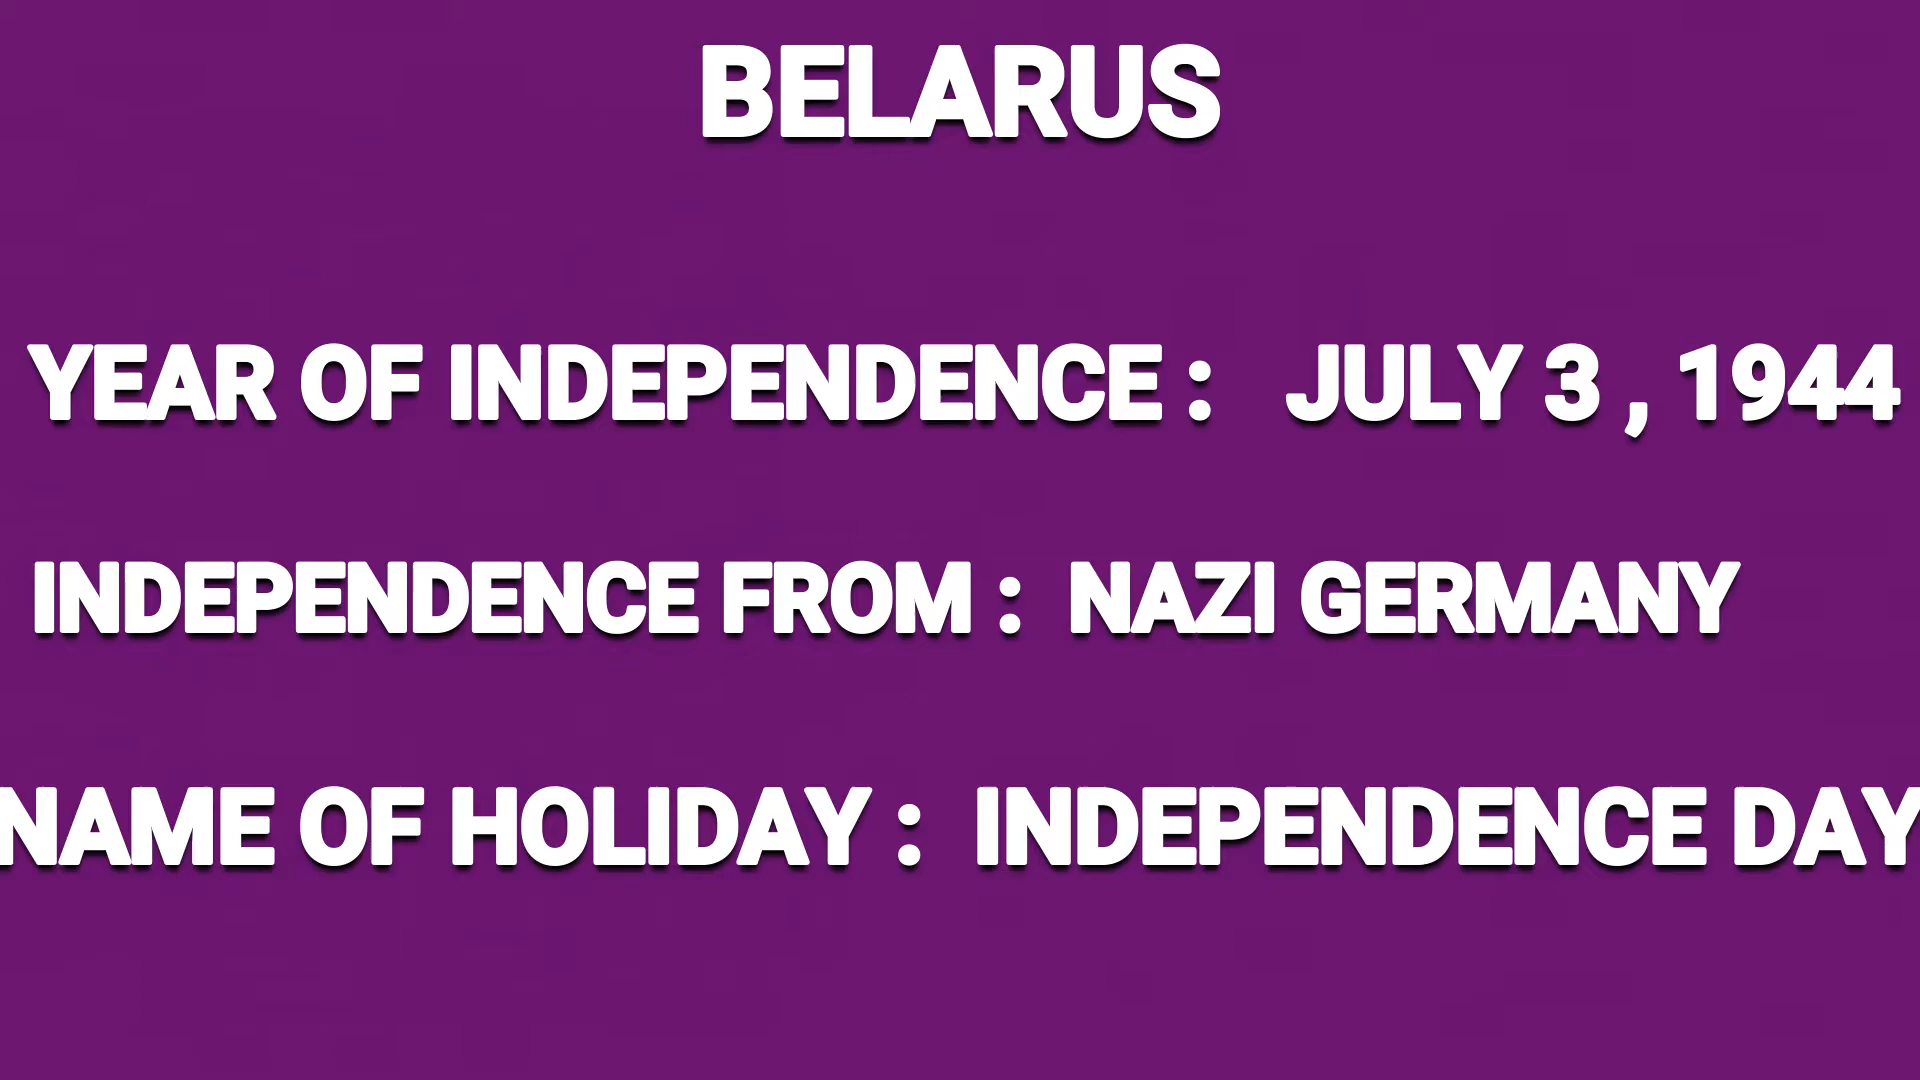 BELARUS
YEAR OF INDEPENDENCE : JULY 3 , 1944
INDEPENDENCE FROM : NAZI GERMANY
NAME OF HOLIDAY : INDEPENDENCE DAY